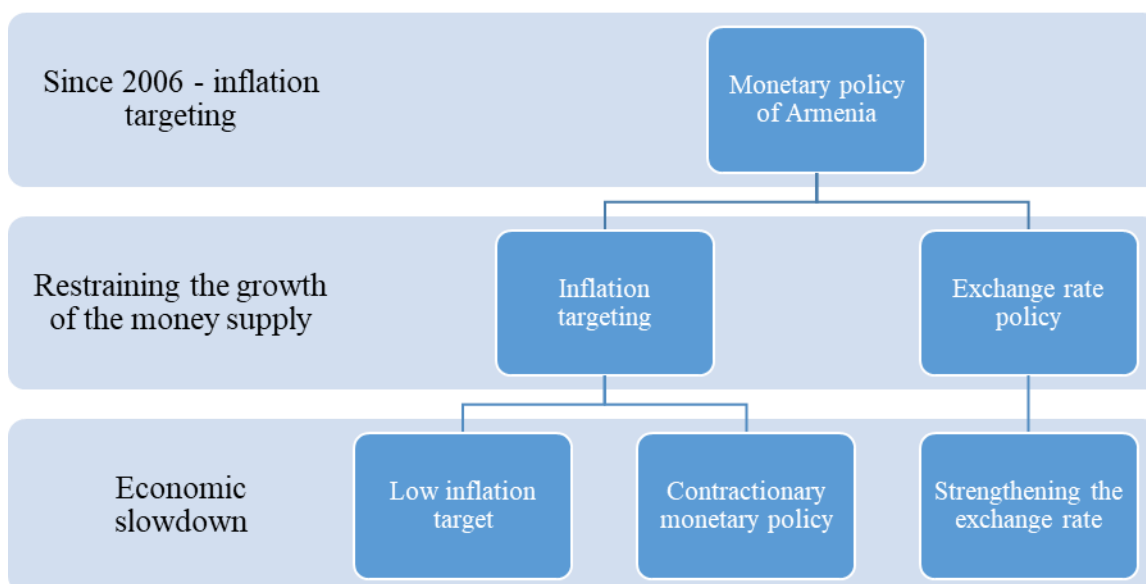 Since 2006 - inflation
targeting
Monetary policy
of Armenia
Restraining the growth
of the money supply
Inflation
targeting
Exchange rate
policy
Economic
slowdown
Low inflation
target
Contractionary
monetary policy
Strengthening the
exchange rate